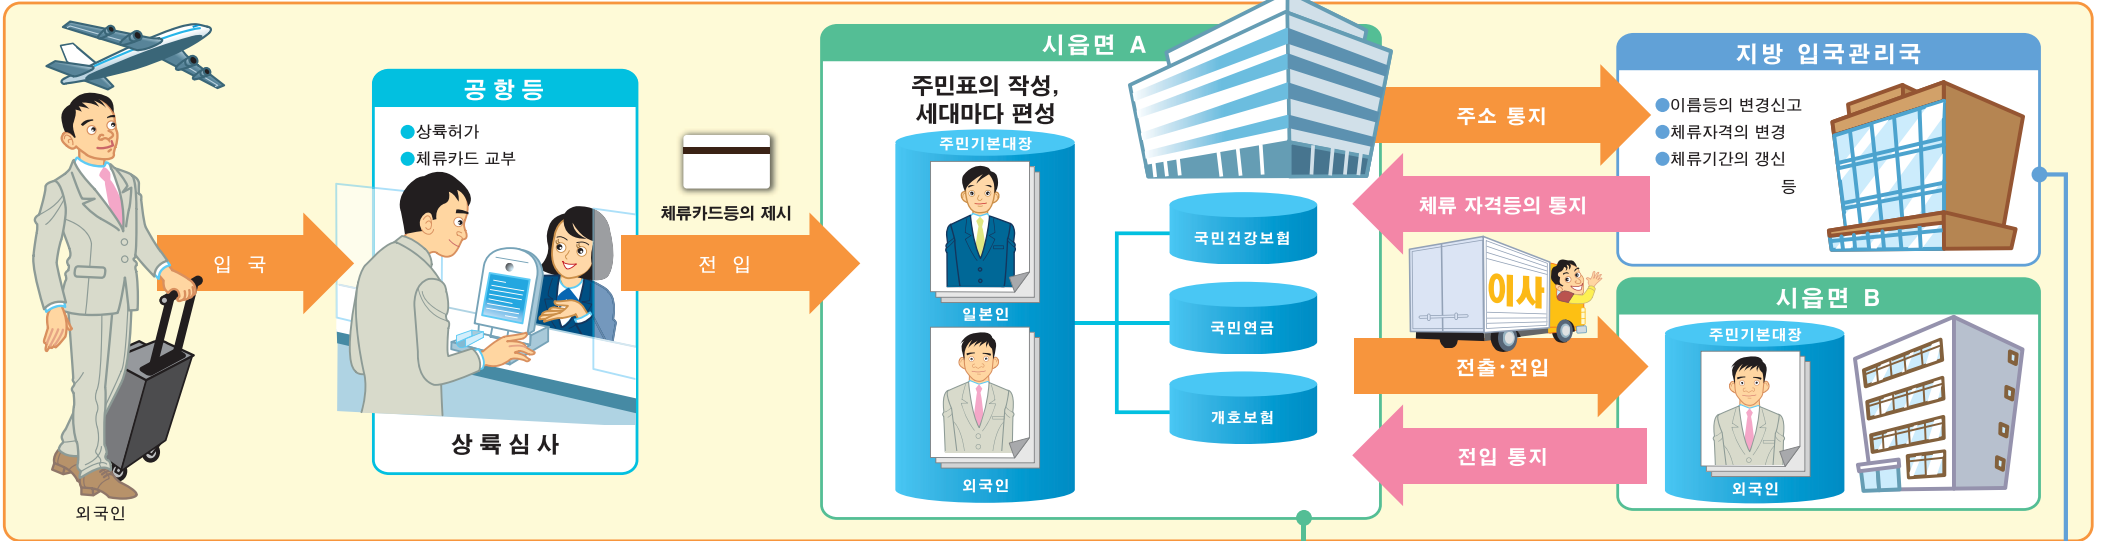 외국인
입 국
공항등
●상륙허가
●체류카드 교부
상륙심사
체류카드등의 제시
전 입
시읍면 A
주민표의 작성,
세대마다 편성
주민기본대장
일본인
외국인
국민건강보험
국민연금
개호보험
주소 통지
체류 자격등의 통지
이사
전출·전입
전입 통지
지방 입국관리국
●이름등의 변경신고
●체류자격의 변경
●체류기간의 갱신
등
시읍면 B
주민기본대장
외국인